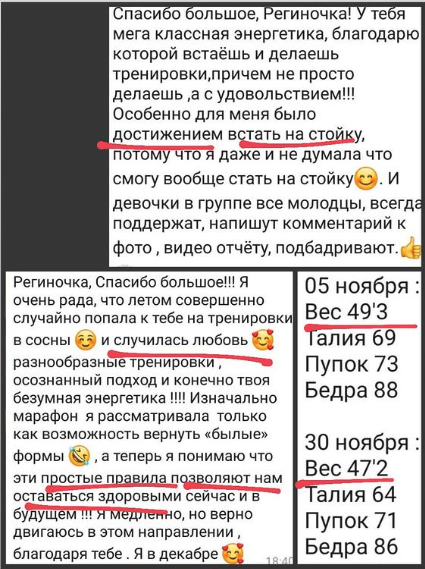 Спасибо большое, Региночка! У тебя
мега классная энергетика, благодарю
которой встаёшь и делаешь
тренировки,причем не просто
делаешь ,а с удовольствием!!!
Особенно для меня было
достижением встать на стойку,
потому что я даже и не думала что
смогу вообще стать на стойку😊. И
девочки в группе все молодцы, всегда
поддержат, напишут комментарий к
фото , видео отчёту, подбадривают.👍
Региночка, Спасибо большое!!! Я
очень рада, что летом совершенно
случайно попала к тебе на тренировки
в сосны ☺️ и случилась любовь 🥰
разнообразные тренировки ,
осознанный подход и конечно твоя
безумная энергетика !!!! Изначально
марафон я рассматривала только
как возможность вернуть «былые»
формы 🤣 , а теперь я понимаю что
эти простые правила позволяют нам
оставаться здоровыми сейчас и в
будущем !!! Я медленно, но верно
двигаюсь в этом направлении ,
благодаря тебе . Я в декабре 🥰
18:40
05 ноября :
Вес 49'3
Талия 69
Пупок 73
Бедра 88
30 ноября :
Вес 47'2
Талия 64
Пупок 71
Бедра 86